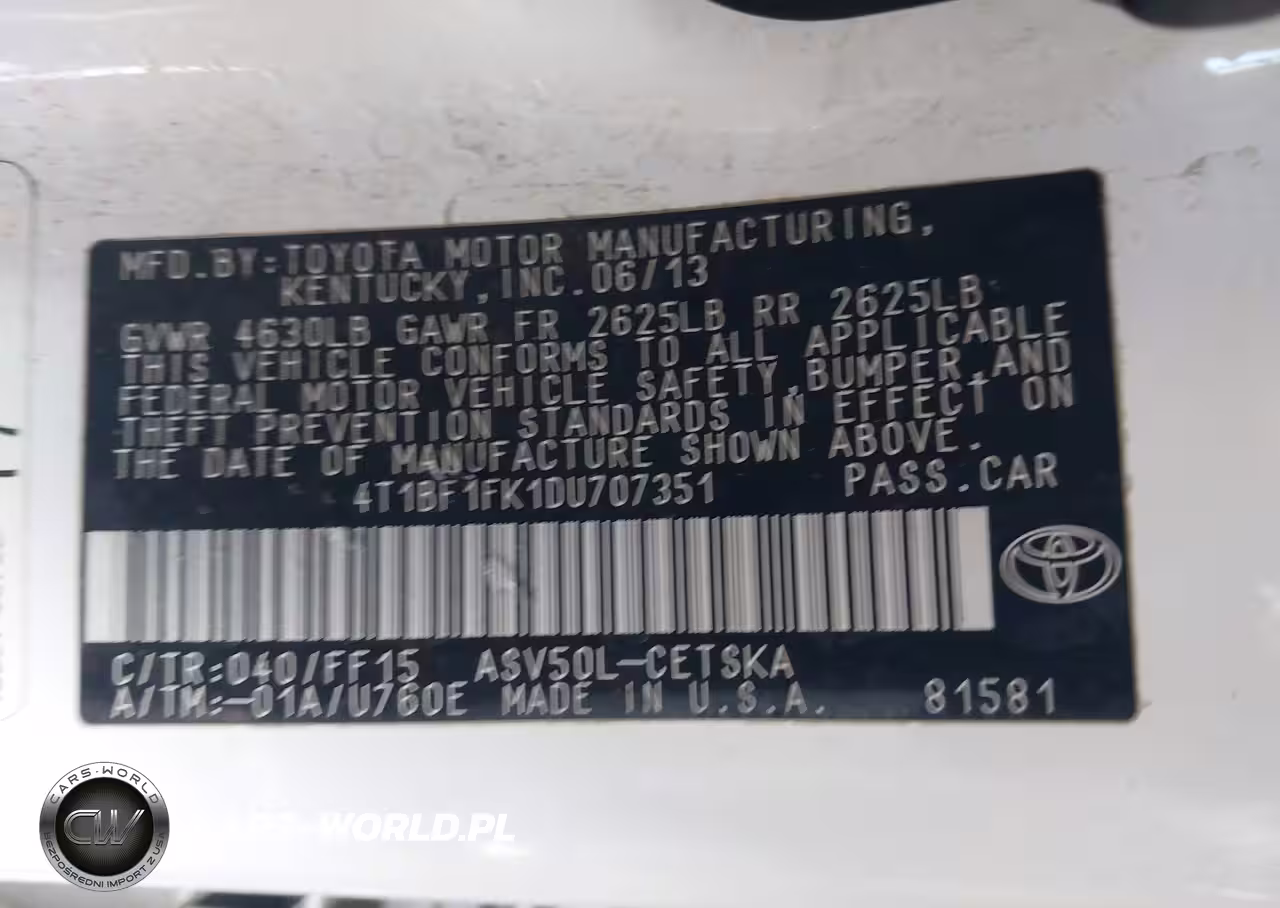 MFD.BY:TOYOTA MOTOR MANUFACTURING,
KENTUCKY,INC.06/13
GVWR 4630LB GAWR FR 2625LB RR 2625LB
THIS VEHICLE CONFORMS TO ALL APPLICABLE
FEDERAL MOTOR VEHICLE SAFETY,BUMPER,AND
THEFT PREVENTION STANDARDS IN EFFECT ON
THE DATE OF MANUFACTURE SHOWN ABOVE.
4T1BF1FK1DU707351 PASS.CAR
C/TR:040/FF15 ASV50L-CETSKA
A/TM:-01A/U760E MADE IN U.S.A. 81581
CARS-WORLD
CW
BEZPOŚREDNI IMPORT Z USA
CARS-WORLD.PL